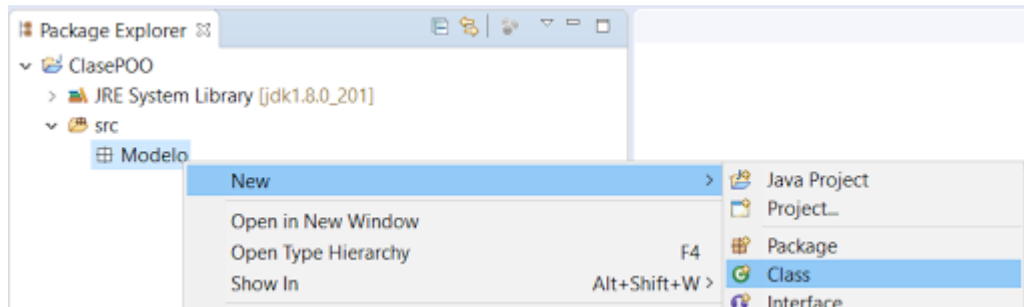 Package Explorer
ClasePOO
JRE System Library [jdk1.8.0_201]
src
Modelo
New
Open in New Window
Open Type Hierarchy F4
Show In Alt+Shift+W >
Java Project
Project...
Package
Class
Interface